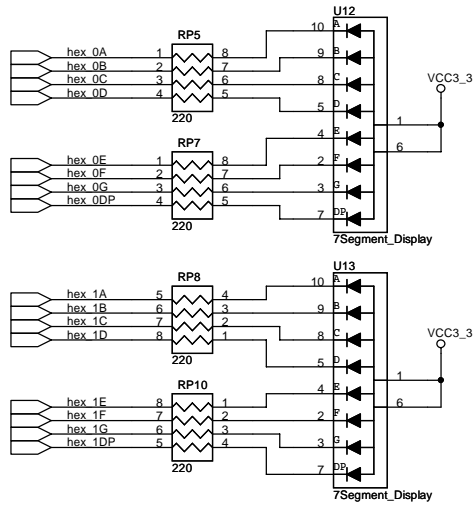 U12
RP5
10 A
hex_0A 1 8
hex_0B 2 7 9 B
hex_0C 3 6 8 C
hex_0D 4 5 5 D
220
VCC3_3
1
RP7
4 E
6
hex_0E 1 8
hex_0F 2 7 2 F
hex_0G 3 6 3 G
hex_0DP 4 5 7 DP
220
7Segment_Display
U13
RP8
10 A
hex_1A 5 4
hex_1B 6 3 9 B
hex_1C 7 2 8 C
hex_1D 8 1 5 D
220
VCC3_3
1
RP10
4 E
6
hex_1E 8 1
hex_1F 7 2 2 F
hex_1G 6 3 3 G
hex_1DP 5 4 7 DP
220
7Segment_Display